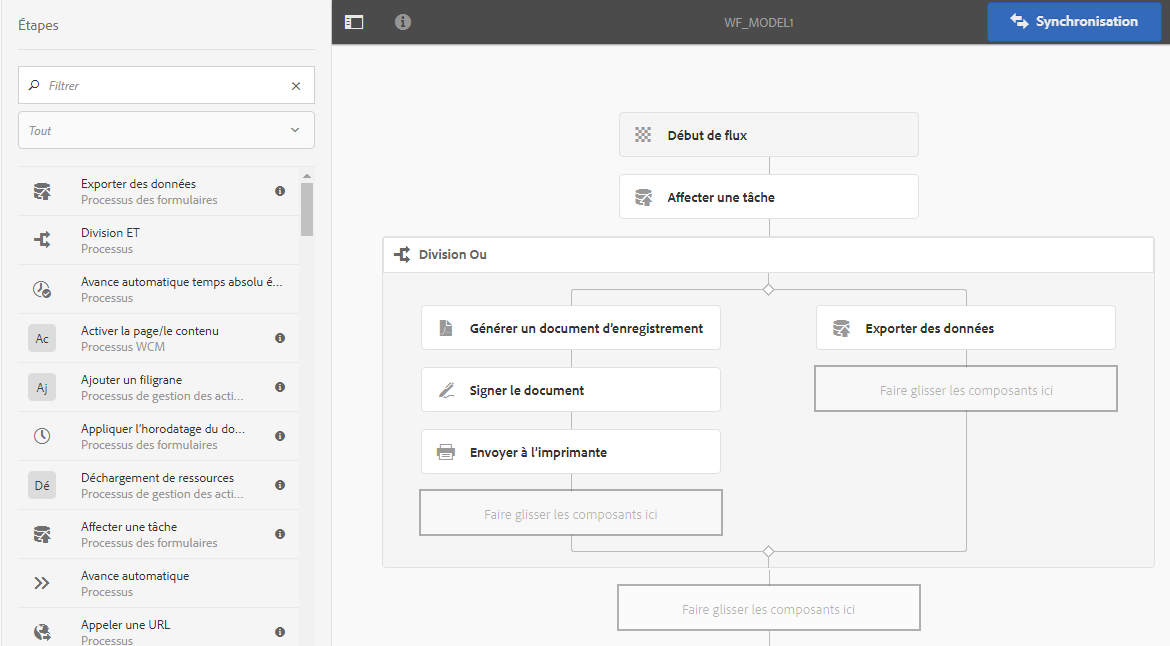 Étapes
Filtrer
Tout
Exporter des données
Processus des formulaires
Division ET
Processus
Avance automatique temps absolu é...
Processus
Ac
Activer la page/le contenu
Processus WCM
Aj
Ajouter un filigrane
Processus de gestion des acti...
Appliquer l'horodatage du do...
Processus des formulaires
Dé
Déchargement de ressources
Processus de gestion des acti...
Affecter une tâche
Processus des formulaires
Avance automatique
Processus
Appeler une URL
Processus
WF_MODEL1
Synchronisation
Début de flux
Affecter une tâche
Division Ou
Générer un document d'enregistrement
Signer le document
Envoyer à l'imprimante
Faire glisser les composants ici
Exporter des données
Faire glisser les composants ici
Faire glisser les composants ici